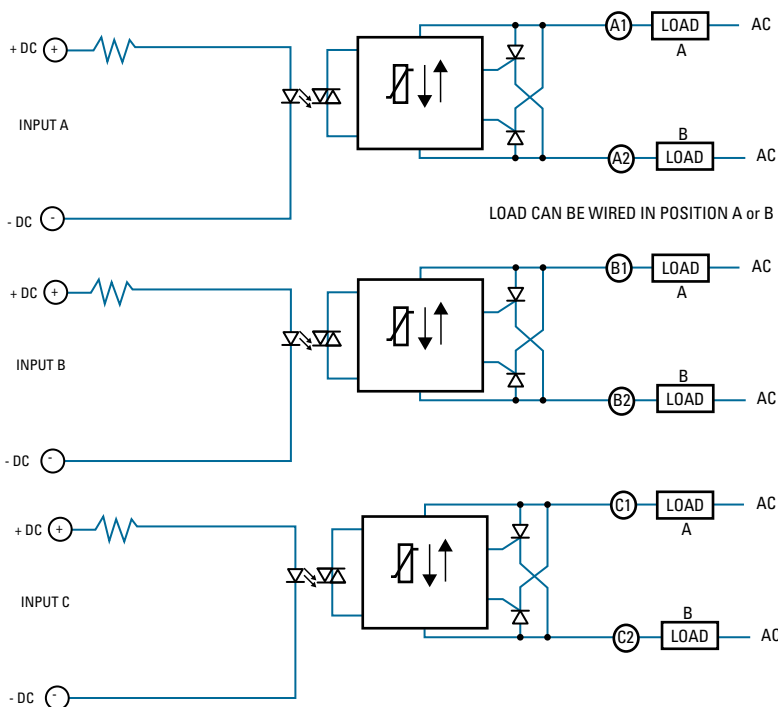 + DC +
A1 LOAD AC
A
INPUT A
B
A2 LOAD AC
- DC -
LOAD CAN BE WIRED IN POSITION A or B
+ DC +
B1 LOAD AC
A
INPUT B
B
B2 LOAD AC
- DC -
+ DC +
C1 LOAD AC
A
INPUT C
B
C2 LOAD AC
- DC -